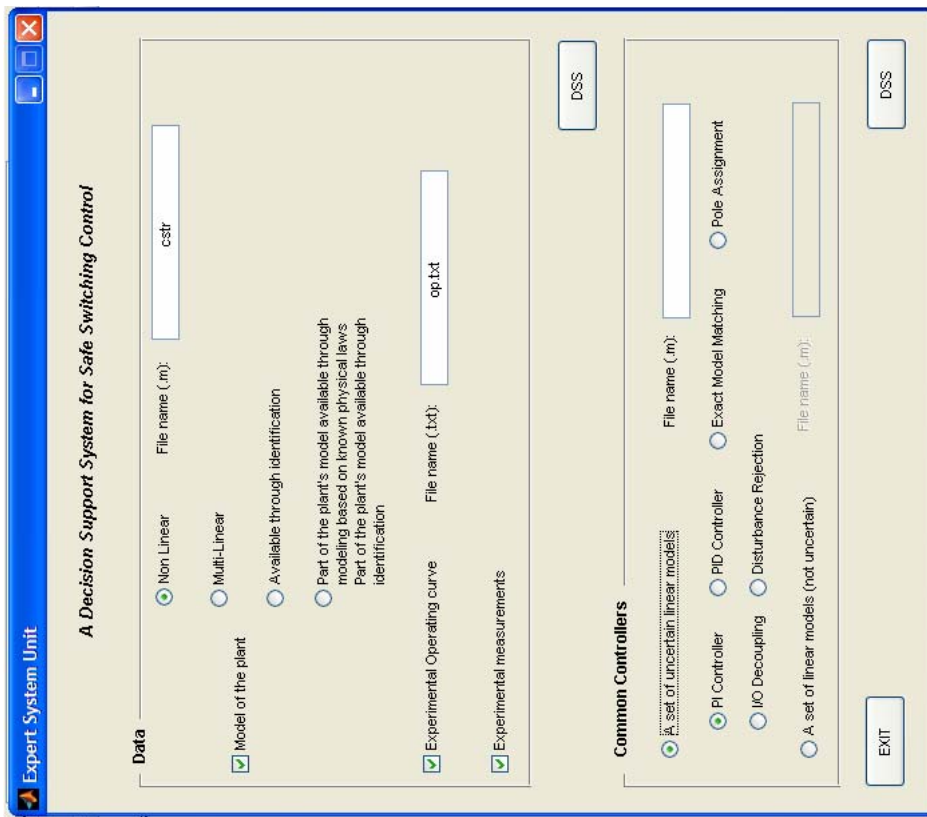 Expert System Unit
A Decision Support System for Safe Switching Control
Data
Model of the plant
Non Linear
File name (.m):
cstr
Multi-Linear
Available through identification
Part of the plant's model available through
modeling based on known physical laws
Part of the plant's model available through
identification
Experimental Operating curve
File name (.txt):
op.txt
Experimental measurements
DSS
Common Controllers
A set of uncertain linear models
File name (.m):
PI Controller
PID Controller
Exact Model Matching
Pole Assignment
I/O Decoupling
Disturbance Rejection
A set of linear models (not uncertain)
File name (.m):
EXIT
DSS